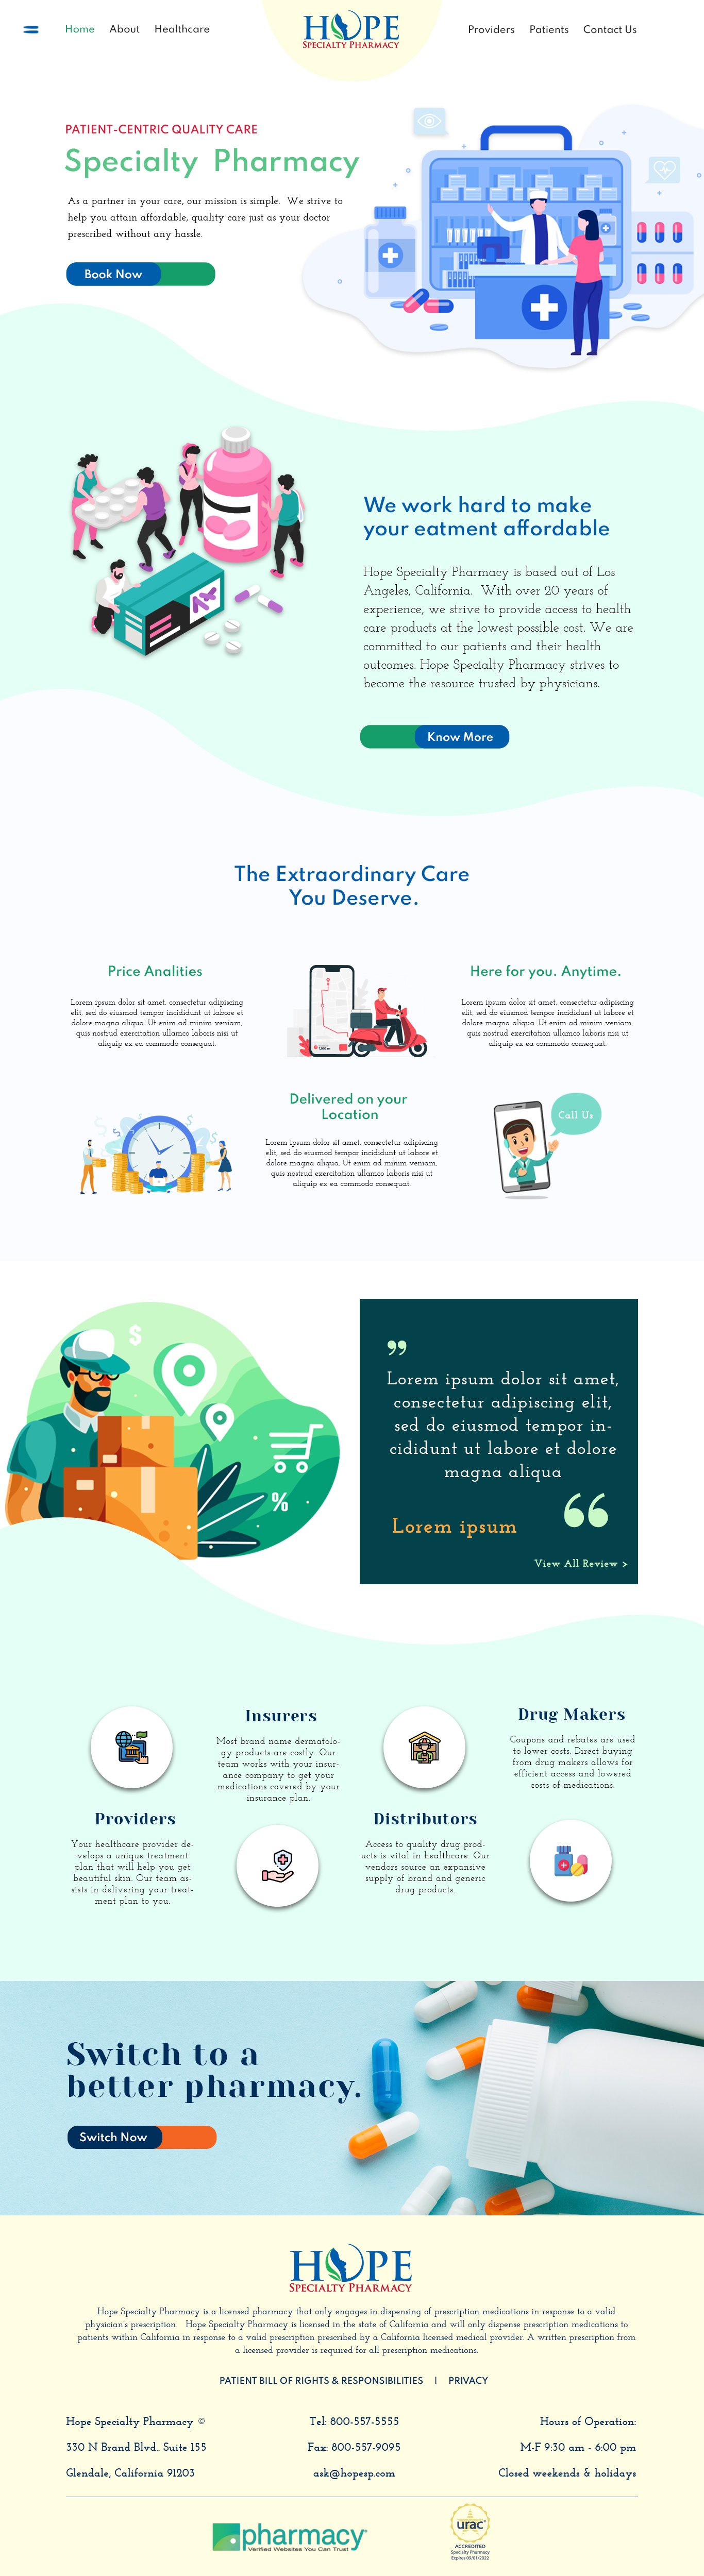 Home About Healthcare
HOPE
SPECIALTY PHARMACY
Providers Patients Contact Us
PATIENT-CENTRIC QUALITY CARE
Specialty Pharmacy
As a partner in your care, our mission is simple. We strive to
help you attain affordable, quality care just as your doctor
prescribed without any hassle.
Book Now
We work hard to make
your eatment affordable
Hope Specialty Pharmacy is based out of Los
Angeles, California. With over 20 years of
experience, we strive to provide access to health
care products at the lowest possible cost. We are
committed to our patients and their health
outcomes. Hope Specialty Pharmacy strives to
become the resource trusted by physicians.
Know More
The Extraordinary Care
You Deserve.
Price Analities
Lorem ipsum dolor sit amet, consectetur adipiscing
elit, sed do eiusmod tempor incididunt ut labore et
dolore magna aliqua. Ut enim ad minim veniam,
quis nostrud exercitation ullamco laboris nisi ut
aliquip ex ea commodo consequat.
Here for you. Anytime.
Lorem ipsum dolor sit amet, consectetur adipiscing
elit, sed do eiusmod tempor incididunt ut labore et
dolore magna aliqua. Ut enim ad minim veniam,
quis nostrud exercitation ullamco laboris nisi ut
aliquip ex ea commodo consequat.
Delivered on your
Location
Lorem ipsum dolor sit amet, consectetur adipiscing
elit, sed do eiusmod tempor incididunt ut labore et
dolore magna aliqua. Ut enim ad minim veniam,
quis nostrud exercitation ullamco laboris nisi ut
aliquip ex ea commodo consequat.
Call Us
$
%
”
Lorem ipsum dolor sit amet,
consectetur adipiscing elit,
sed do eiusmod tempor in-
cididunt ut labore et dolore
magna aliqua
“
Lorem ipsum
View All Review >
Insurers
Most brand name dermatolo-
gy products are costly. Our
team works with your insur-
ance company to get your
medications covered by your
insurance plan.
Drug Makers
Coupons and rebates are used
to lower costs. Direct buying
from drug makers allows for
efficient access and lowered
costs of medications.
Providers
Your healthcare provider de-
velops a unique treatment
plan that will help you get
beautiful skin. Our team as-
sists in delivering your treat-
ment plan to you.
Distributors
Access to quality drug prod-
ucts is vital in healthcare. Our
vendors source an expansive
supply of brand and generic
drug products.
Switch to a
better pharmacy.
Switch Now
HOPE
SPECIALTY PHARMACY
Hope Specialty Pharmacy is a licensed pharmacy that only engages in dispensing of prescription medications in response to a valid
physician's prescription. Hope Specialty Pharmacy is licensed in the state of California and will only dispense prescription medications to
patients within California in response to a valid prescription prescribed by a California licensed medical provider. A written prescription from
a licensed provider is required for all prescription medications.
PATIENT BILL OF RIGHTS & RESPONSIBILITIES | PRIVACY
Hope Specialty Pharmacy ©
330 N Brand Blvd.. Suite 155
Glendale, California 91203
Tel: 800-557-5555
Fax: 800-557-9095
ask@hopesp.com
Hours of Operation:
M-F 9:30 am - 6:00 pm
Closed weekends & holidays
.pharmacy
Verified Websites You Can Trust
urac
ACCREDITED
Specialty Pharmacy
Expires 09/01/2022